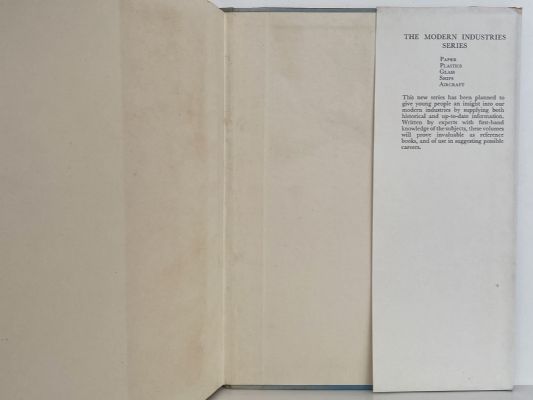 THE MODERN INDUSTRIES
SERIES
PAPER
PLASTICS
GLASS
SHIPS
AIRCRAFT
This new series has been planned to
give young people an insight into our
modern industries by supplying both
historical and up-to-date information.
Written by experts with first-hand
knowledge of the subjects, these volumes
will prove invaluable as reference
books, and of use in suggesting possible
careers.